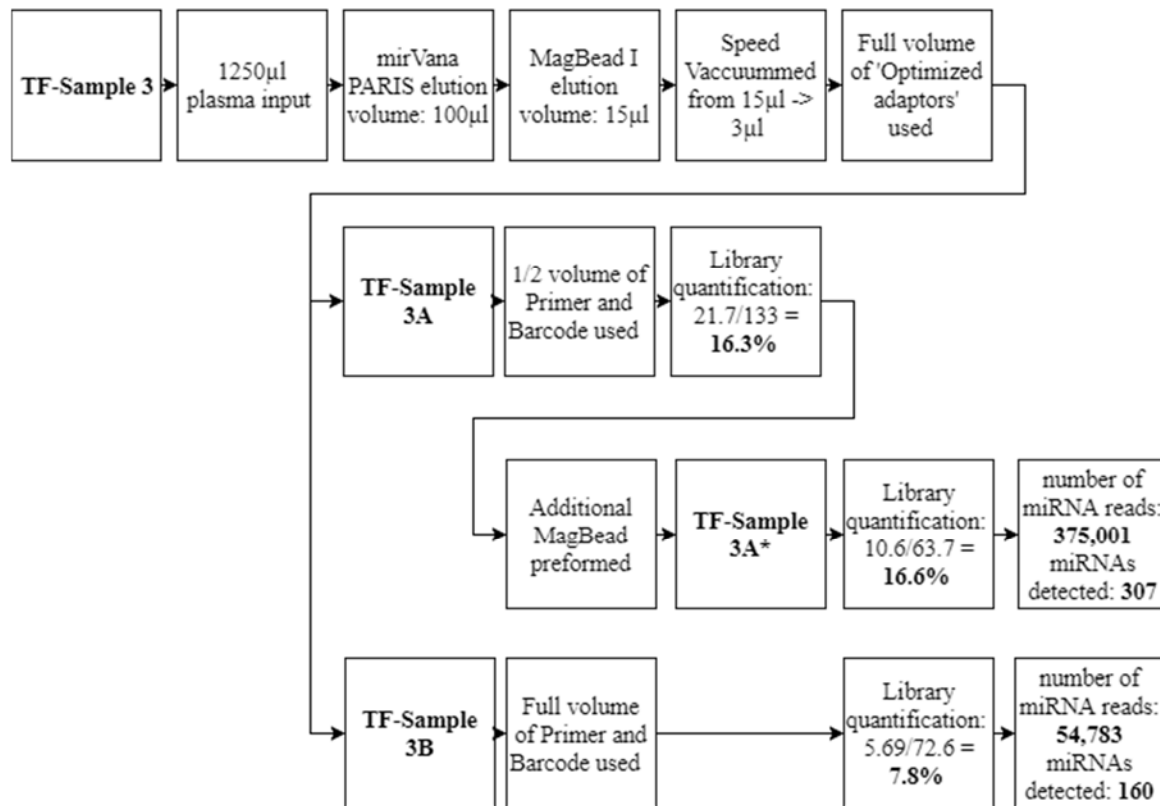 TF-Sample 3
1250µl
plasma input
mirVana
PARIS elution
volume: 100µl
MagBead I
elution
volume: 15µl
Speed
Vaccuummed
from 15µl ->
3µl
Full volume
of 'Optimized
adaptors'
used
TF-Sample
3A
1/2 volume of
Primer and
Barcode used
Library
quantification:
21.7/133 =
16.3%
Additional
MagBead
preformed
TF-Sample
3A*
Library
quantification:
10.6/63.7 =
16.6%
number of
miRNA reads:
375,001
miRNAs
detected: 307
TF-Sample
3B
Full volume
of Primer and
Barcode used
Library
quantification:
5.69/72.6 =
7.8%
number of
miRNA reads:
54,783
miRNAs
detected: 160